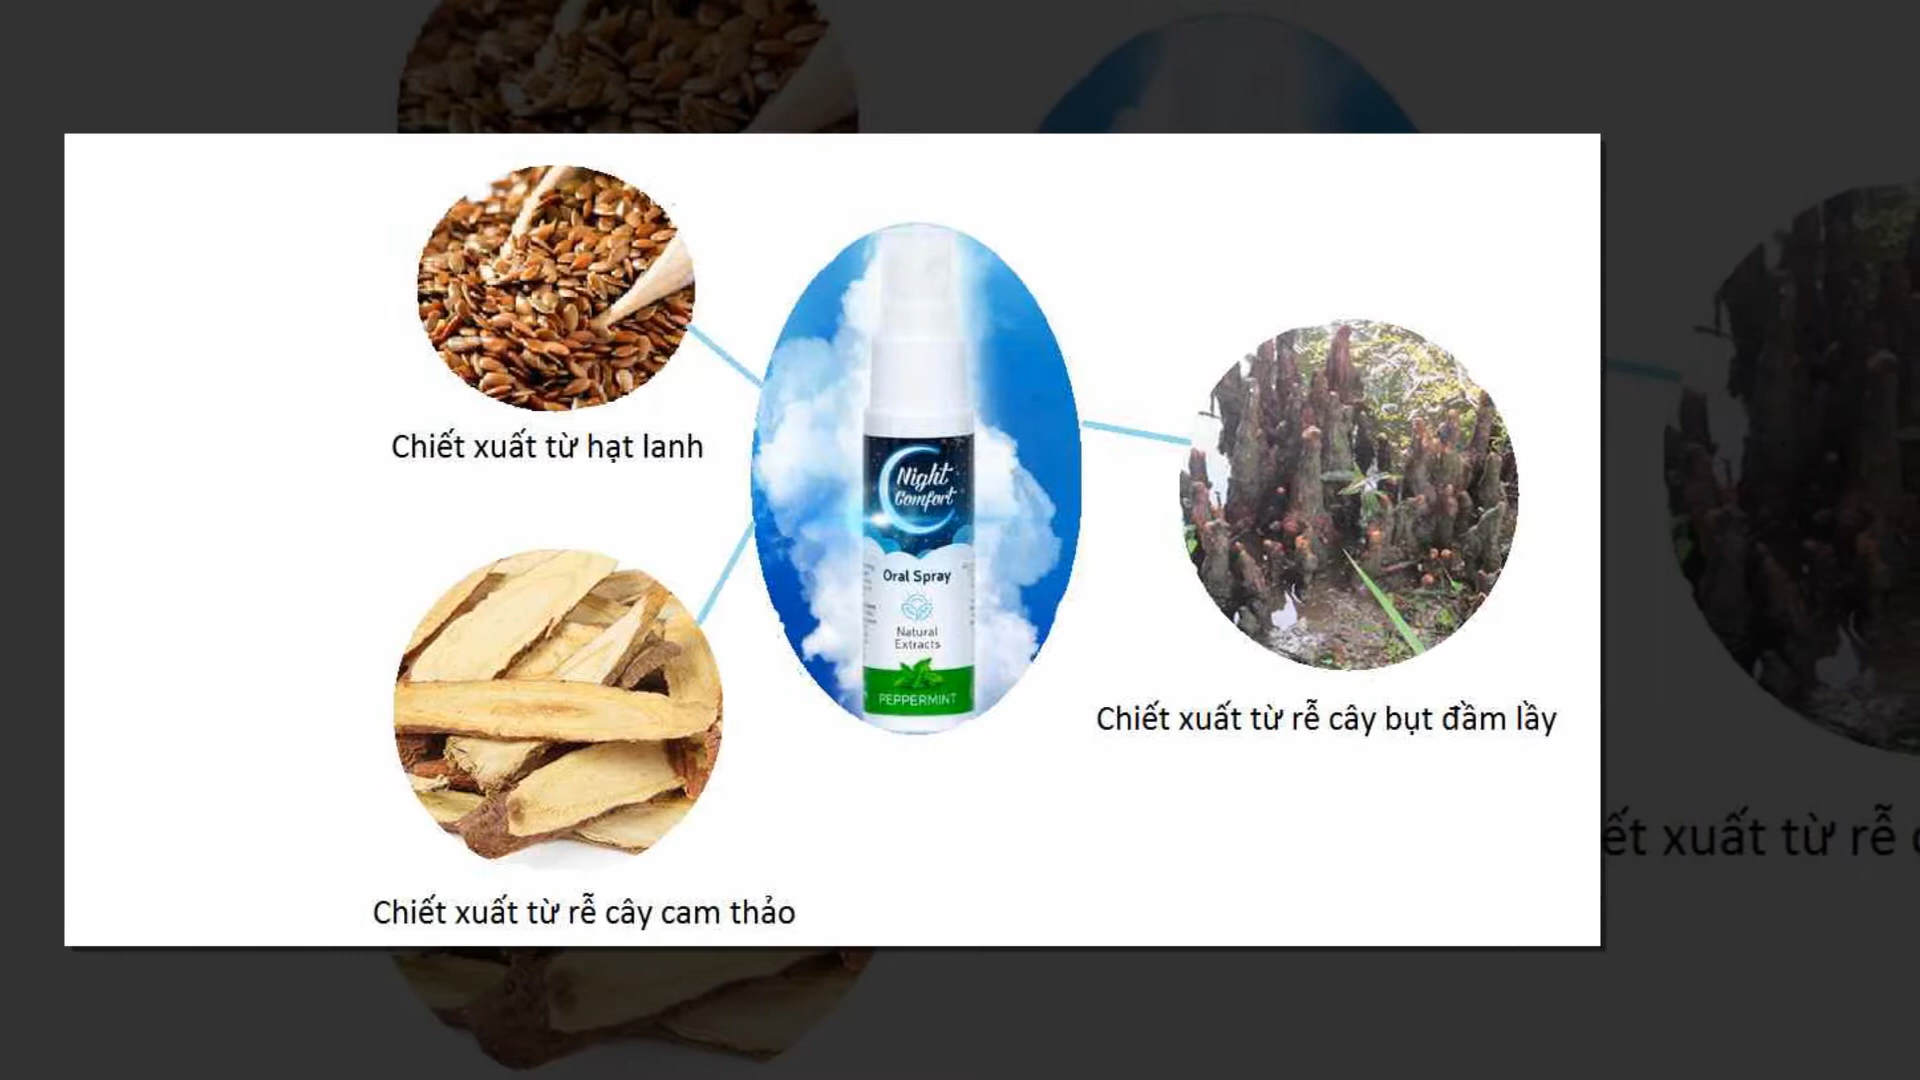 Chiết xuất từ hạt lanh
Night
Comfort
Oral Spray
Natural
Extracts
PEPPERMINT
Chiết xuất từ rễ cây bụt đầm lầy
Chiết xuất từ rễ cây cam thảo
ết xuất từ rễ